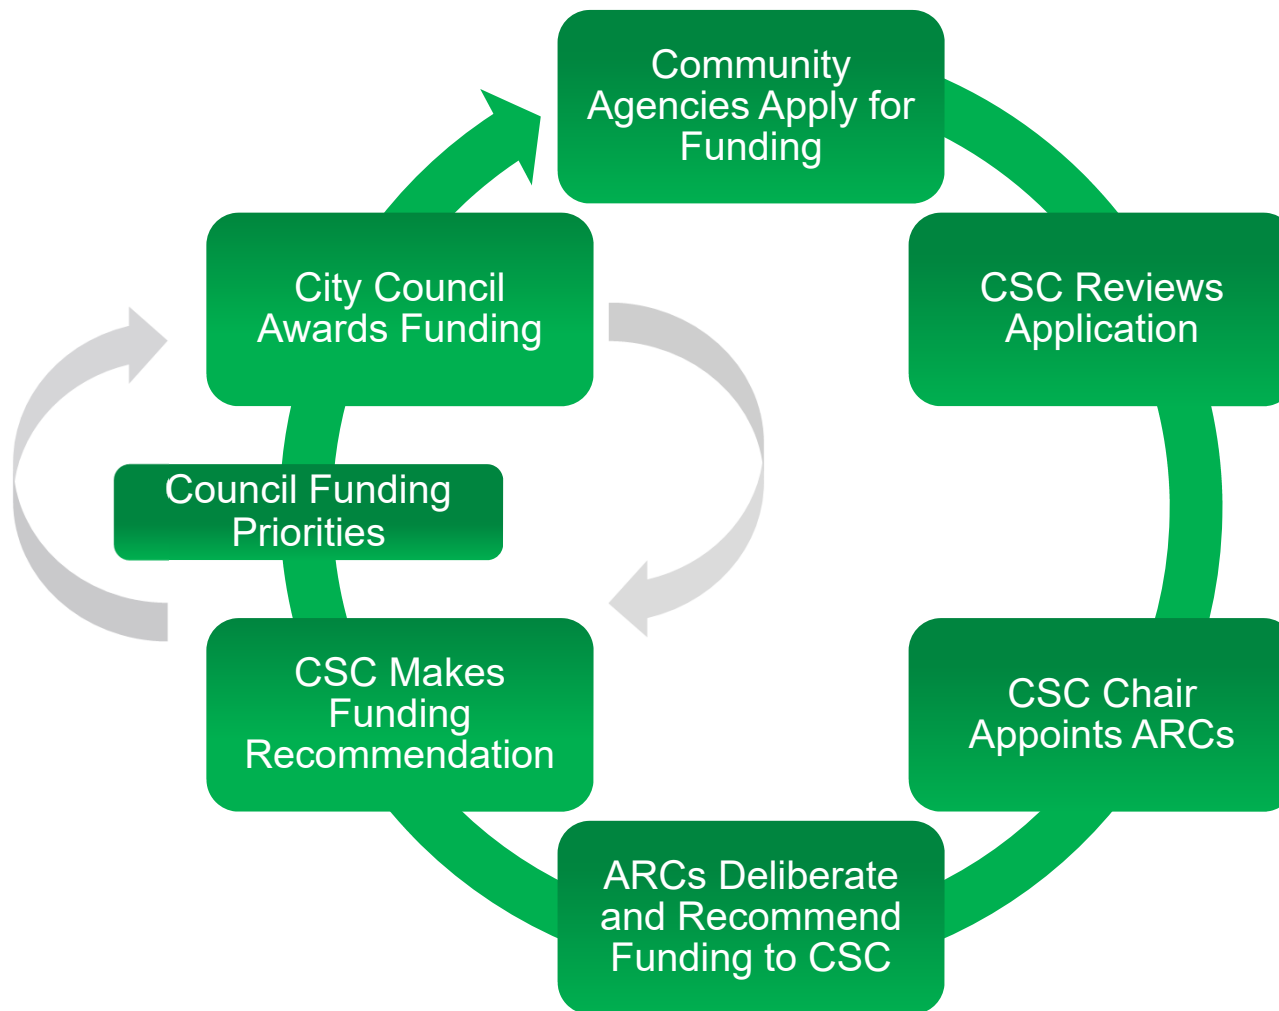 Community
Agencies Apply for
Funding
CSC Reviews
Application
CSC Chair
Appoints ARCs
ARCs Deliberate
and Recommend
Funding to CSC
CSC Makes
Funding
Recommendation
Council Funding
Priorities
City Council
Awards Funding